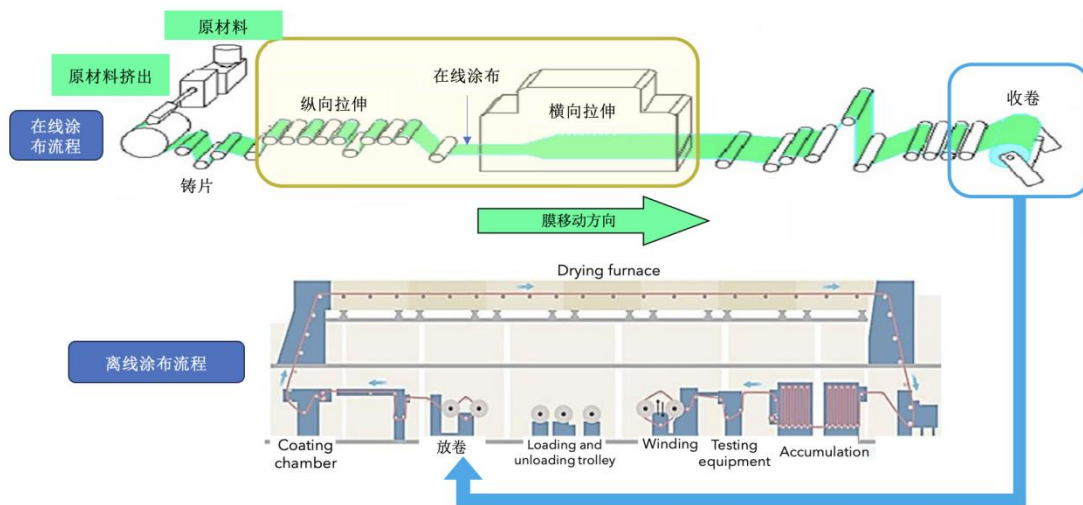 原材料
原材料挤出
在线涂布
纵向拉伸
横向拉伸
收卷
在线涂
布流程
铸片
膜移动方向
Drying furnace
离线涂布流程
Coating
chamber
放卷
Loading and
unloading trolley
Winding
Testing
equipment
Accumulation